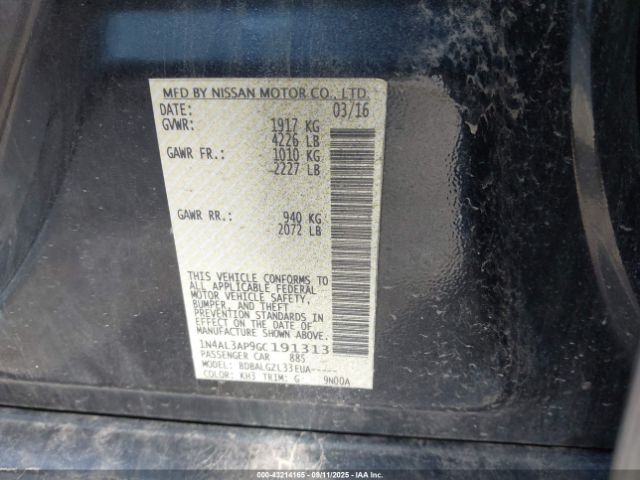 MFD BY NISSAN MOTOR CO., LTD.
DATE: 03/16
GVWR: 1917 KG
4226 LB
GAWR FR.: 1010 KG
2227 LB
GAWR RR.: 940 KG
2072 LB
THIS VEHICLE CONFORMS TO
ALL APPLICABLE FEDERAL
MOTOR VEHICLE SAFETY,
BUMPER, AND THEFT
PREVENTION STANDARDS IN
EFFECT ON THE DATE OF
MANUFACTURE SHOWN ABOVE.
1N4AL3AP9GC191313
PASSENGER CAR 885
MODEL: BDBALGZL33EUA-----
COLOR: KH3 TRIM: G 9N00A
000-43214165 - 09/11/2025 - IAA Inc.